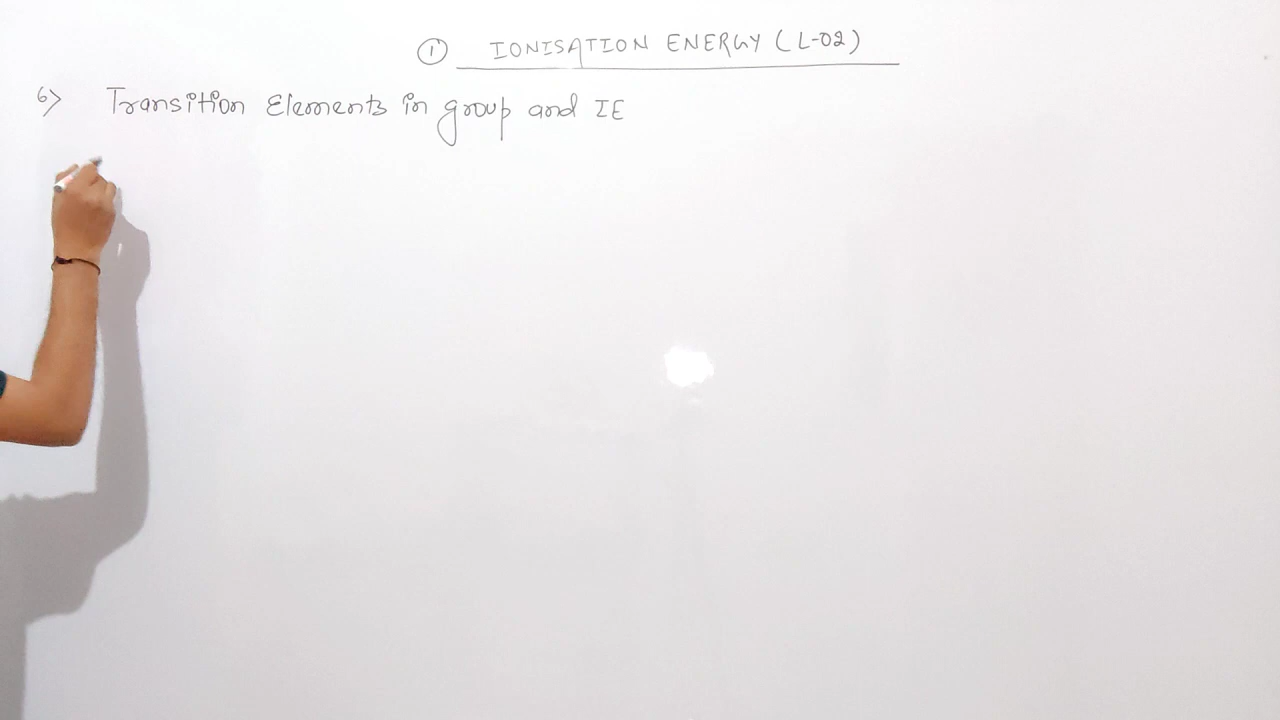 ① IONISATION ENERGY (L-02)
6> Transition Elements in group and IE